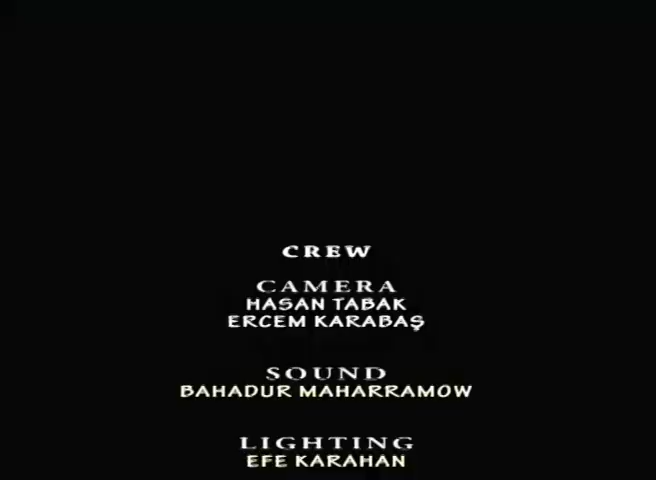 CREW
CAMERA
HASAN TABAK
ERCEM KARABAŞ
SOUND
BAHADUR MAHARRAMOW
LIGHTING
EFE KARAHAN